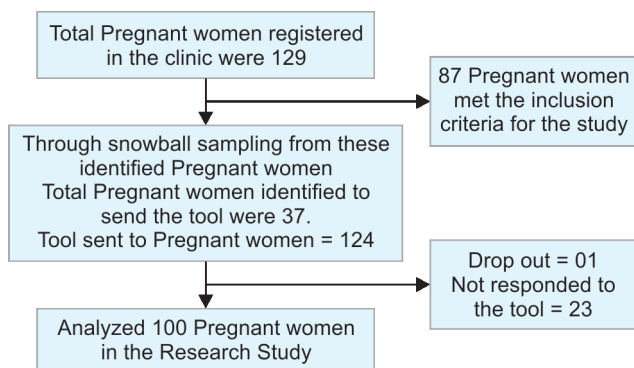 Total Pregnant women registered
in the clinic were 129
87 Pregnant women
met the inclusion
criteria for the study
Through snowball sampling from these
identified Pregnant women
Total Pregnant women identified to
send the tool were 37.
Tool sent to Pregnant women = 124
Drop out = 01
Not responded to
the tool = 23
Analyzed 100 Pregnant women
in the Research Study